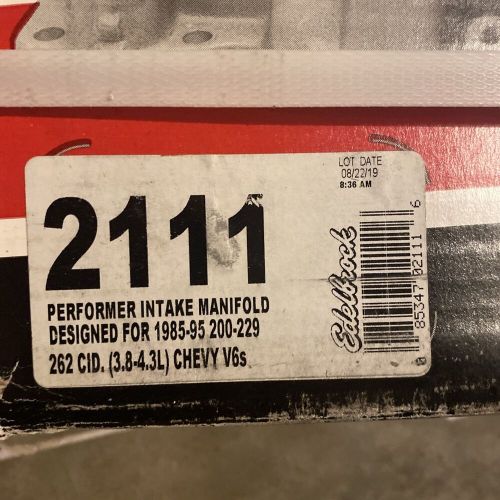 LOT DATE
08/22/19
8:36 AM
2111
PERFORMER INTAKE MANIFOLD
DESIGNED FOR 1985-95 200-229
262 CID. (3.8-4.3L) CHEVY V6s
Edelbrock
0 85347 02111 6